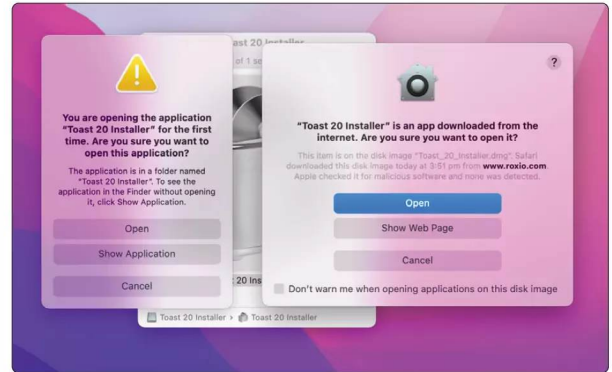 ast 20 Installer
of 1 se
You are opening the application
"Toast 20 Installer" for the first
time. Are you sure you want to
open this application?
The application is in a folder named
"Toast 20 Installer". To see the
application in the Finder without opening
it, click Show Application.
Open
Show Application
Cancel
?
"Toast 20 Installer" is an app downloaded from the
internet. Are you sure you want to open it?
This item is on the disk image "Toast_20_Installer.dmg". Safari
downloaded this disk image today at 3:51 pm from www.roxio.com.
Apple checked it for malicious software and none was detected.
Open
Show Web Page
Cancel
Don't warn me when opening applications on this disk image
t 20 Ins
Toast 20 Installer › Toast 20 Installer